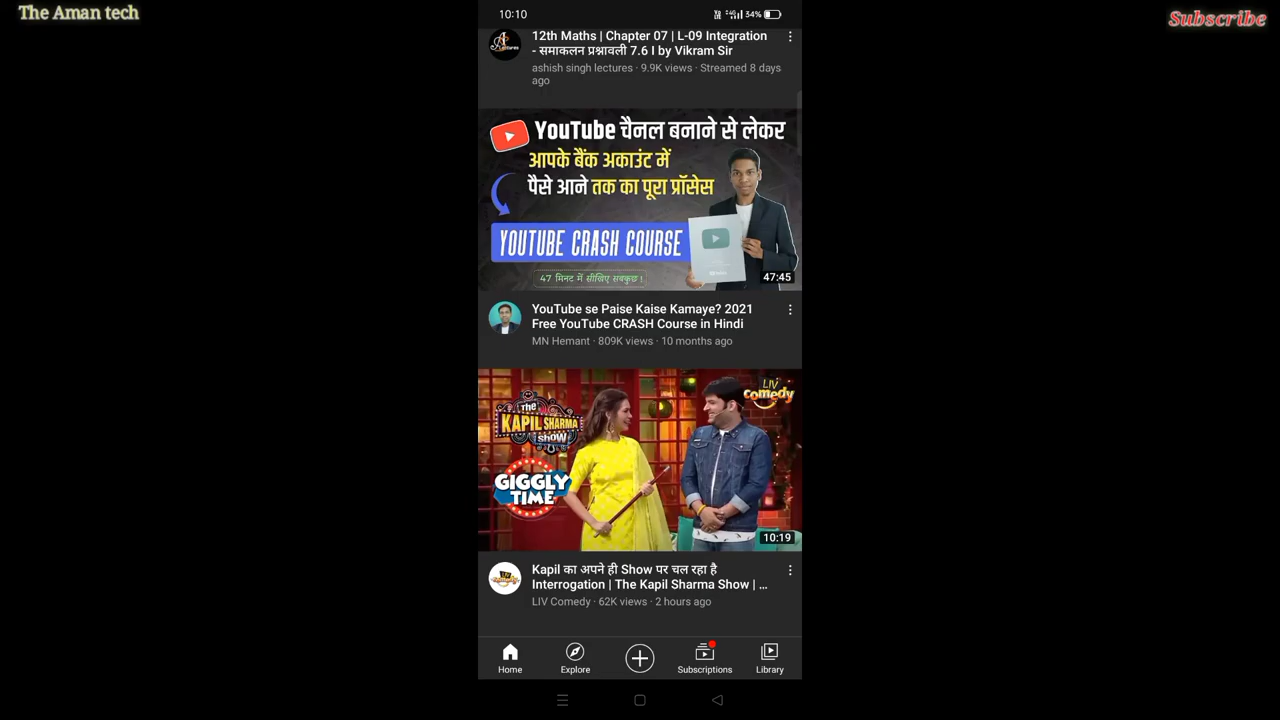 The Aman tech
Subscribe
10:10
34%
12th Maths | Chapter 07 | L-09 Integration
- समाकलन प्रश्नावली 7.6 I by Vikram Sir
ashish singh lectures · 9.9K views · Streamed 8 days
ago
YouTube चैनल बनाने से लेकर
आपके बैंक अकाउंट में
पैसे आने तक का पूरा प्रॉसेस
YOUTUBE CRASH COURSE
47 मिनट में सीखिए सबकुछ !
47:45
YouTube se Paise Kaise Kamaye? 2021
Free YouTube CRASH Course in Hindi
MN Hemant · 809K views · 10 months ago
LIV
comedy
The
KAPIL SHARMA
show
GIGGLY
TIME
10:19
Kapil का अपने ही Show पर चल रहा है
Interrogation | The Kapil Sharma Show | ...
LIV Comedy · 62K views · 2 hours ago
Home
Explore
Subscriptions
Library